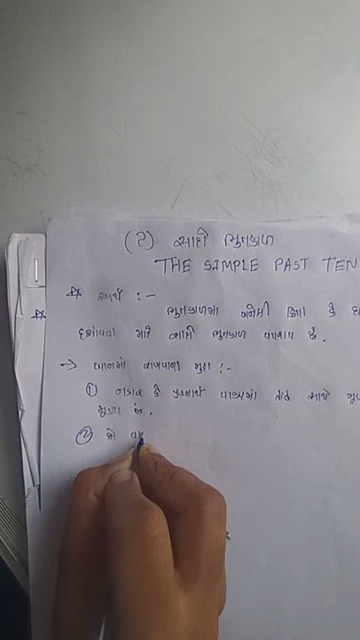 (૨) સાદો ભૂતકાળ
THE SIMPLE PAST TEN
અર્થ :-
ભૂતકાળમાં બનેલી ક્રિયા કે
દર્શાવવા માટે સાદો ભૂતકાળ વપરાય છે.
→ ધ્યાનમાં રાખવાના મુદ્દા :-
① નકાર કે પ્રશ્નાર્થ વાક્યમાં સાથે
મુકાય છે.
② જો વા